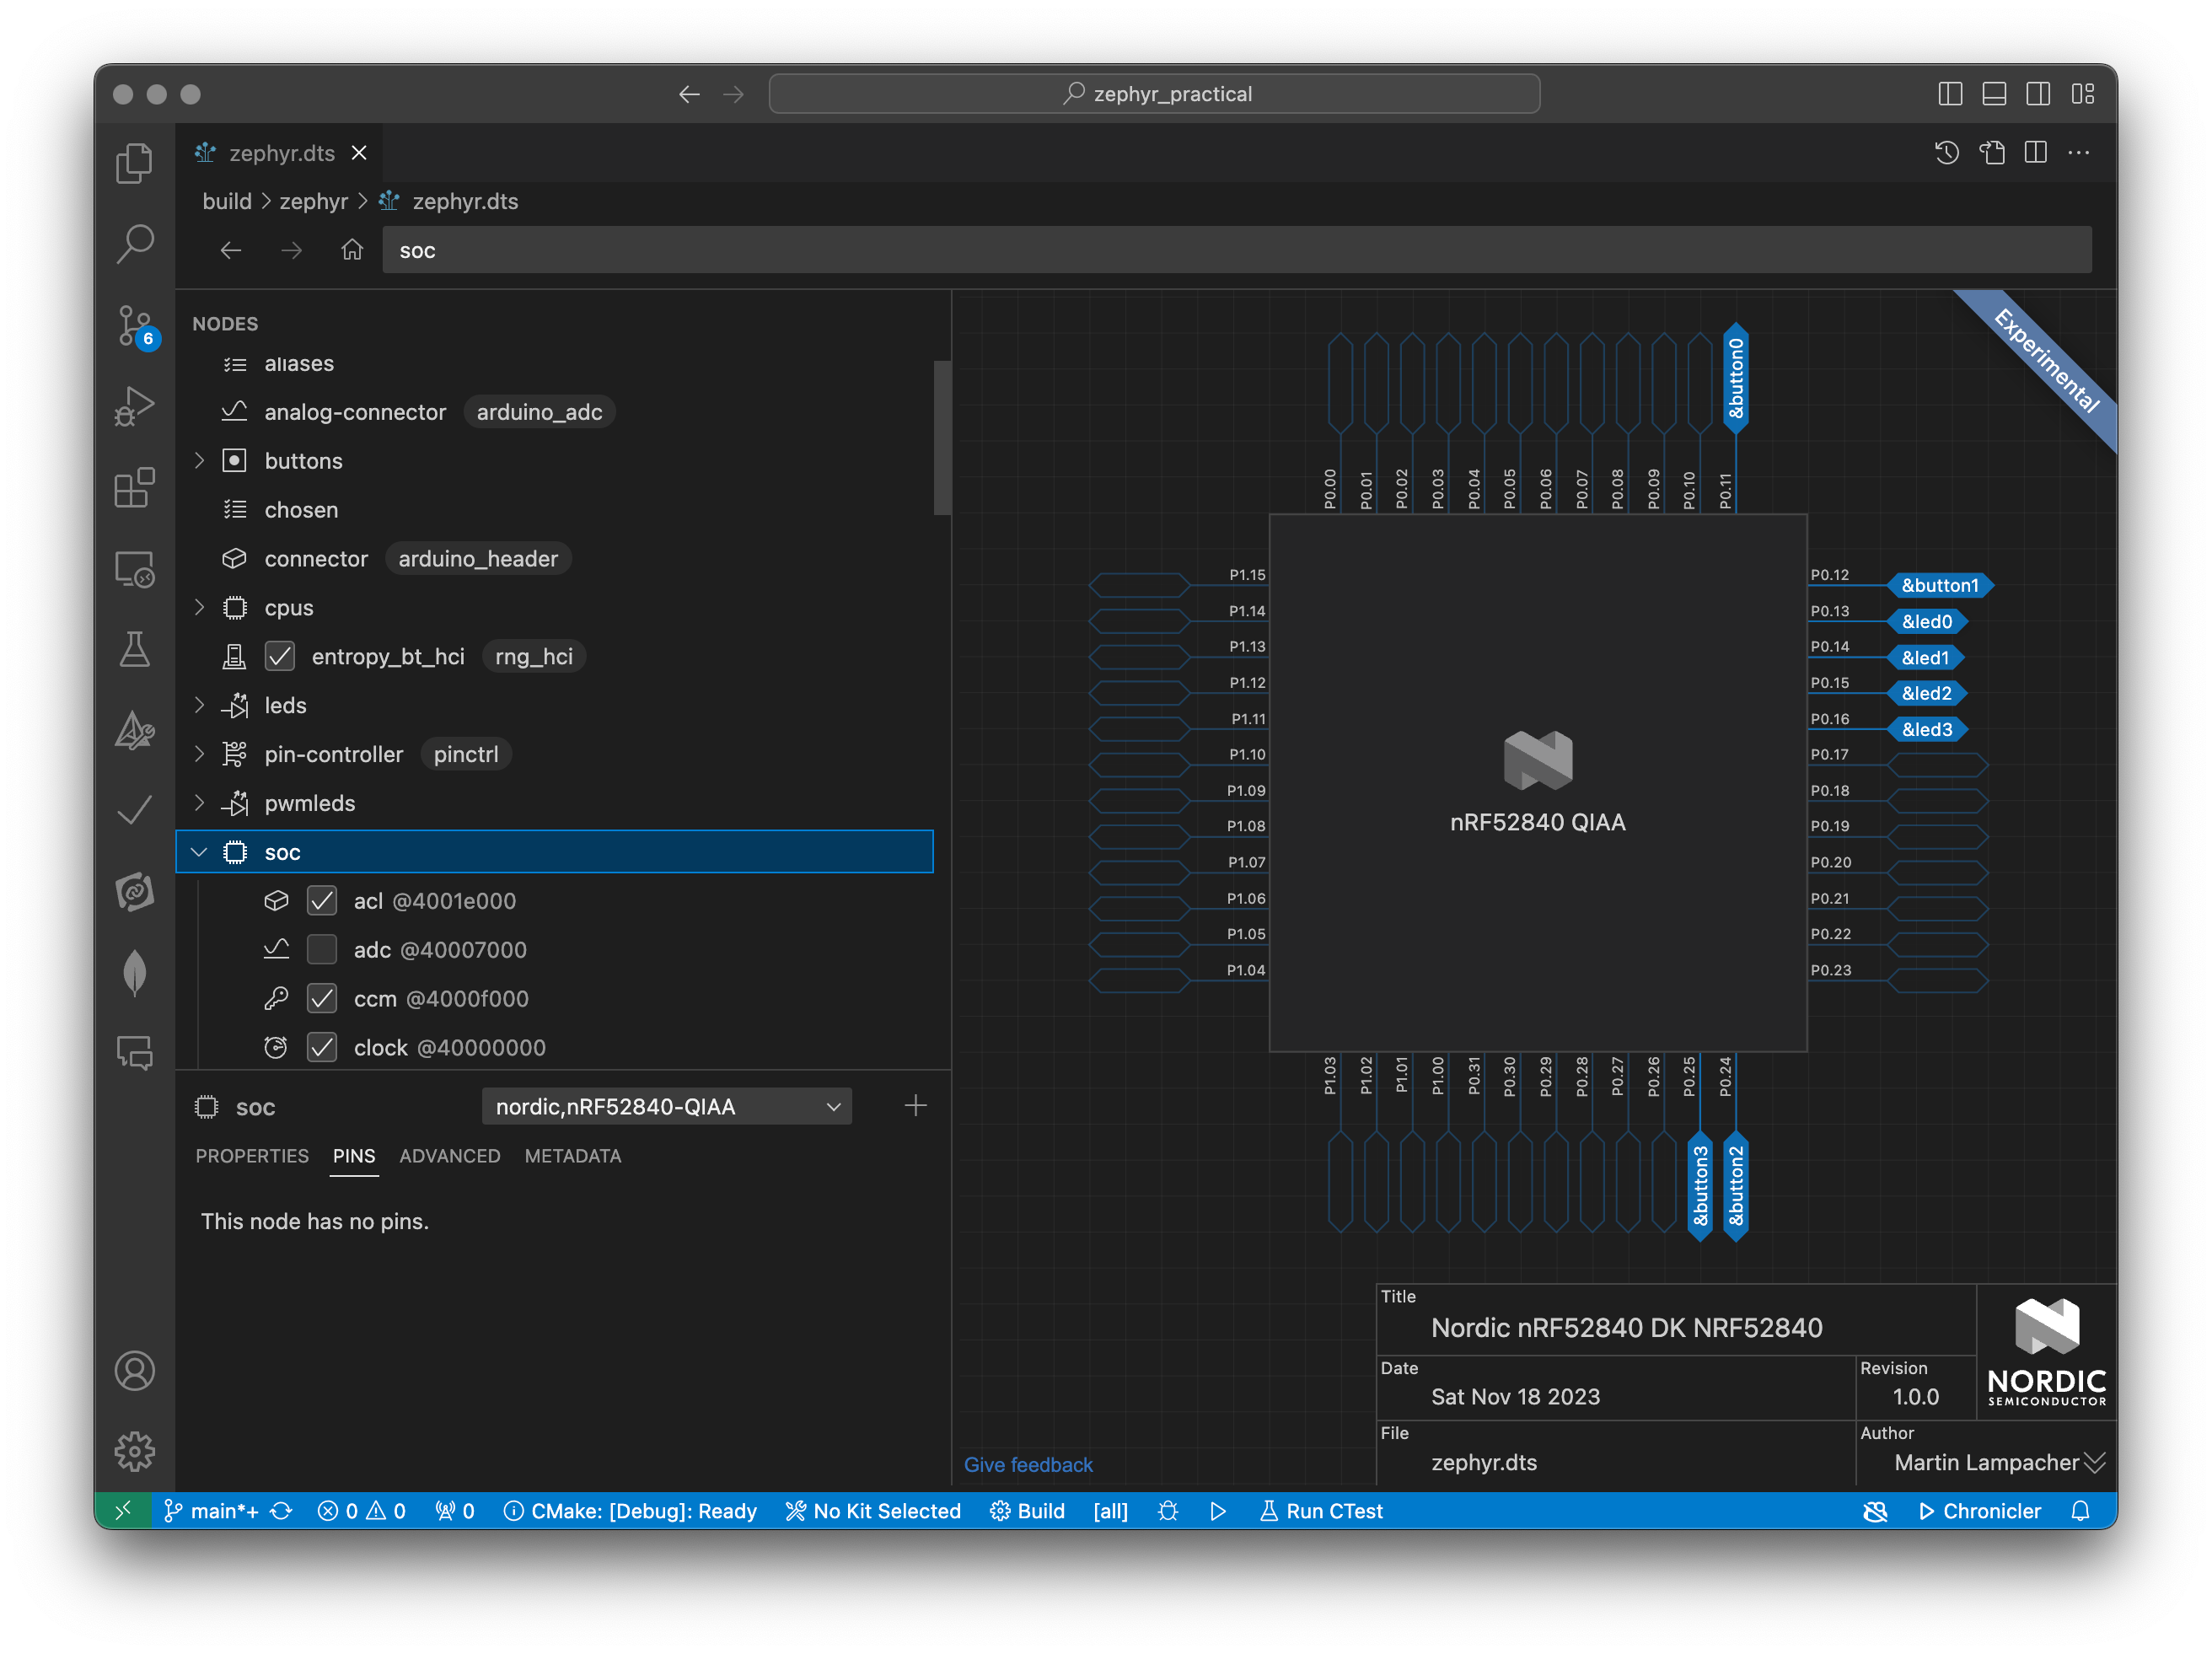 zephyr_practical
zephyr.dts
build > zephyr > zephyr.dts
soc
6
NODES
aliases
analog-connector arduino_adc
buttons
chosen
connector arduino_header
cpus
entropy_bt_hci rng_hci
leds
pin-controller pinctrl
pwmleds
soc
acl @4001e000
adc @40007000
ccm @4000f000
clock @40000000
soc nordic,nRF52840-QIAA
PROPERTIES PINS ADVANCED METADATA
This node has no pins.
Experimental
&button0
P0.00 P0.01 P0.02 P0.03 P0.04 P0.05 P0.06 P0.07 P0.08 P0.09 P0.10 P0.11
P1.15
P1.14
P1.13
P1.12
P1.11
P1.10
P1.09
P1.08
P1.07
P1.06
P1.05
P1.04
nRF52840 QIAA
P0.12 &button1
P0.13 &led0
P0.14 &led1
P0.15 &led2
P0.16 &led3
P0.17
P0.18
P0.19
P0.20
P0.21
P0.22
P0.23
P1.03 P1.02 P1.01 P1.00 P0.31 P0.30 P0.29 P0.28 P0.27 P0.26 P0.25 P0.24
&button3 &button2
Title
Nordic nRF52840 DK NRF52840
Date
Sat Nov 18 2023
Revision
1.0.0
NORDIC
SEMICONDUCTOR
File
zephyr.dts
Author
Martin Lampacher
Give feedback
main*+ 0 0 0 CMake: [Debug]: Ready No Kit Selected Build [all] Run CTest Chronicler